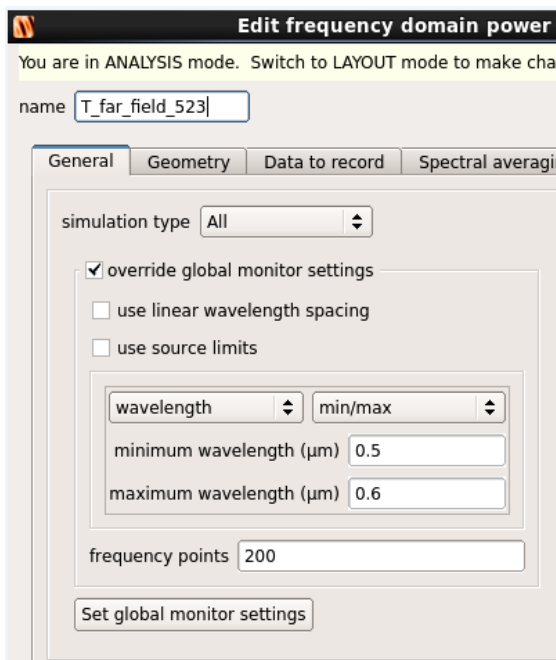 Edit frequency domain power
You are in ANALYSIS mode. Switch to LAYOUT mode to make cha
name T_far_field_523
General Geometry Data to record Spectral averagi
simulation type All
override global monitor settings
use linear wavelength spacing
use source limits
wavelength min/max
minimum wavelength (μm) 0.5
maximum wavelength (μm) 0.6
frequency points 200
Set global monitor settings